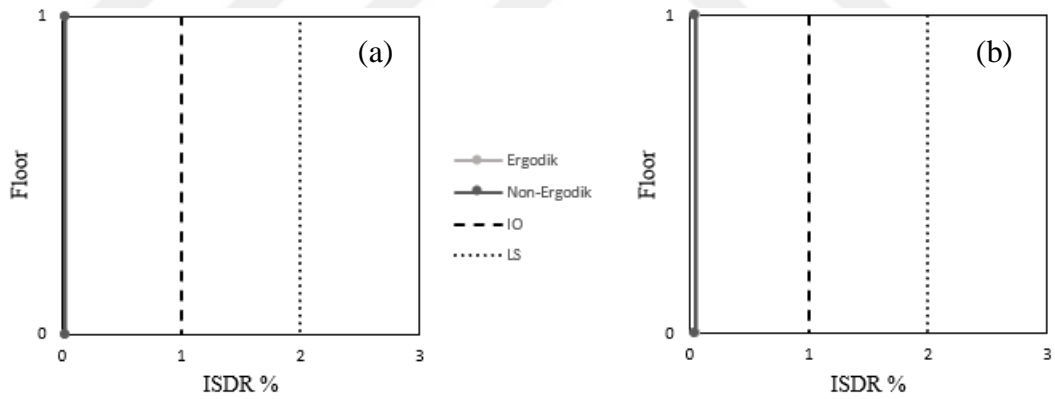 1
(a)
Floor
0
0 1 2 3
ISDR %
Ergodik
Non-Ergodik
IO
LS
1
(b)
Floor
0
0 1 2 3
ISDR %